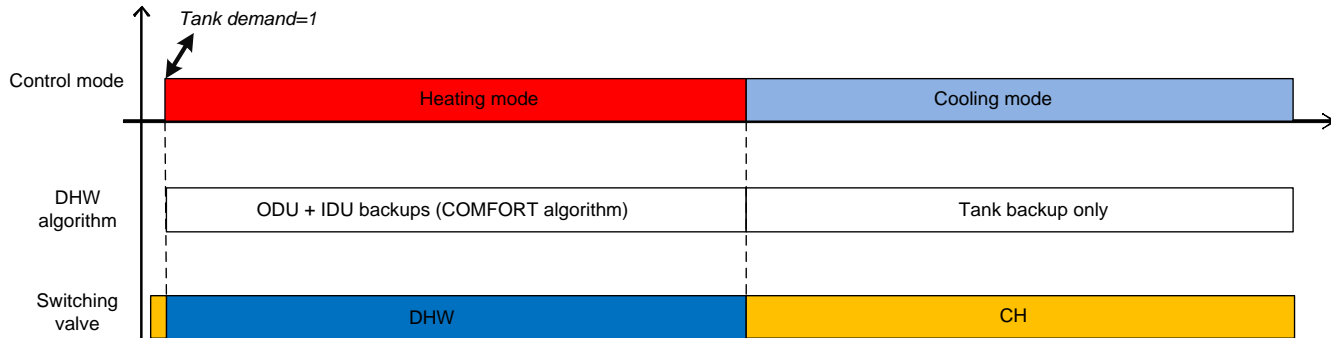 Tank demand=1
Control mode
Heating mode
Cooling mode
DHW
algorithm
ODU + IDU backups (COMFORT algorithm)
Tank backup only
Switching
valve
DHW
CH